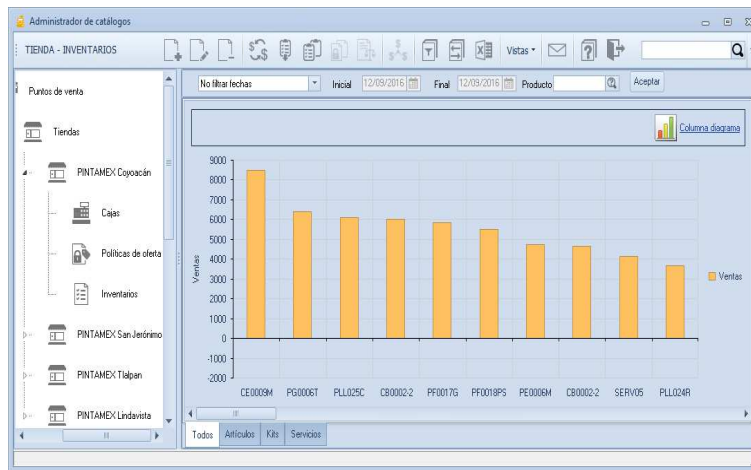 Administrador de catálogos
TIENDA - INVENTARIOS
Vistas
Puntos de venta
Tiendas
PINTAMEX Coyoacán
Cajas
Políticas de oferta
Inventarios
PINTAMEX San Jerónimo
PINTAMEX Tlalpan
PINTAMEX Lindavista
No filtrar fechas
Inicial
12/09/2016
Final
12/09/2016
Producto
Aceptar
Columna diagrama
9000
8000
7000
6000
5000
4000
3000
2000
1000
0
-1000
-2000
Ventas
CE0009M
PG0006T
PLL025C
CB0002-2
PF0017G
PF0018PS
PE0006M
CB0002-2
SERV05
PLL024R
Ventas
Todos
Artículos
Kits
Servicios